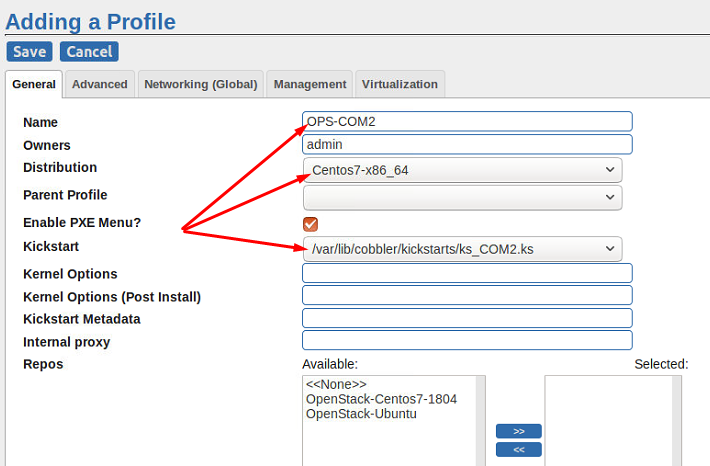 Adding a Profile
Save Cancel
General Advanced Networking (Global) Management Virtualization
Name OPS-COM2
Owners admin
Distribution Centos7-x86_64
Parent Profile
Enable PXE Menu?
Kickstart /var/lib/cobbler/kickstarts/ks_COM2.ks
Kernel Options
Kernel Options (Post Install)
Kickstart Metadata
Internal proxy
Repos Available: Selected:
<<None>>
OpenStack-Centos7-1804
OpenStack-Ubuntu
>>
<<